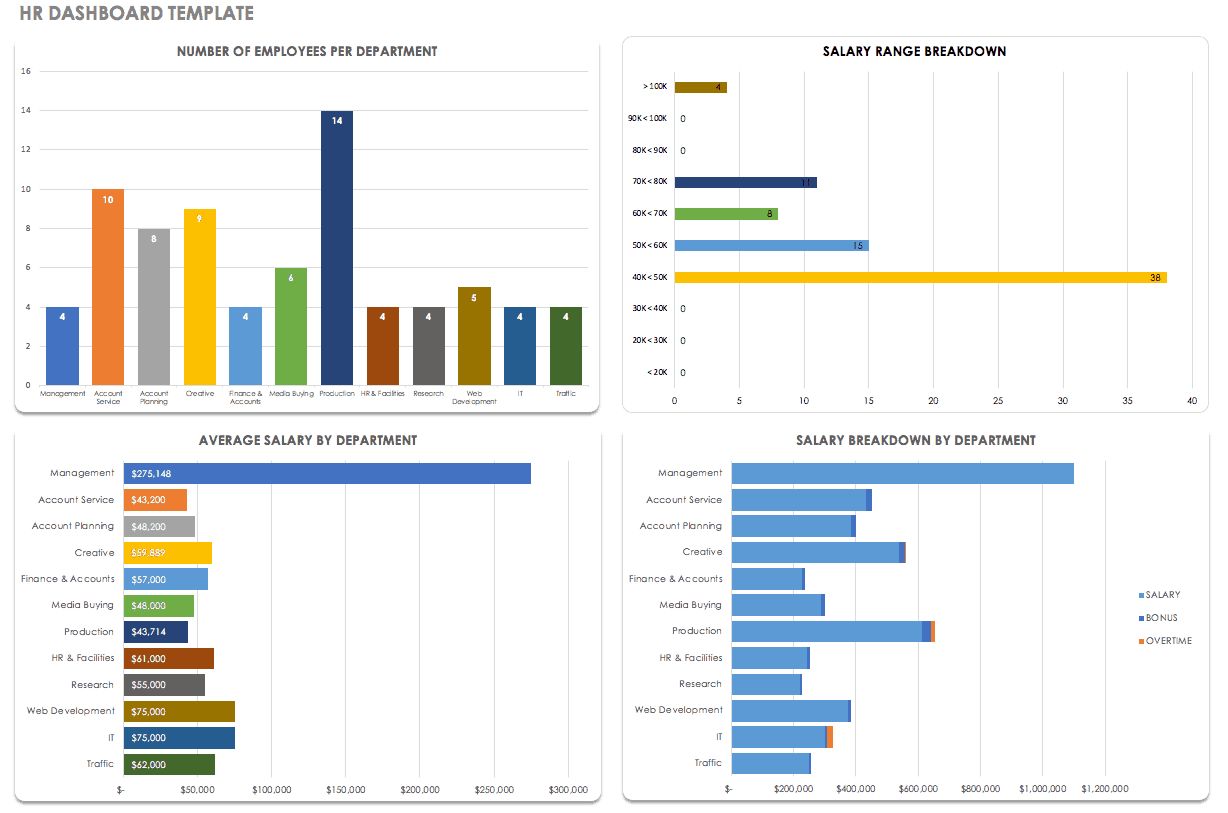 HR DASHBOARD TEMPLATE
NUMBER OF EMPLOYEES PER DEPARTMENT
16
14
12
10
8
6
4
2
0
4
10
8
9
4
6
14
4
4
5
4
4
Management
Account
Service
Account
Planning
Creative
Finance &
Accounts
Media Buying
Production
HR & Facilities
Research
Web
Development
IT
Traffic
SALARY RANGE BREAKDOWN
> 100K 4
90K < 100K 0
80K < 90K 0
70K < 80K 11
60K < 70K 8
50K < 60K 15
40K < 50K 38
30K < 40K 0
20K < 30K 0
< 20K 0
0 5 10 15 20 25 30 35 40
AVERAGE SALARY BY DEPARTMENT
Management $275,148
Account Service $43,200
Account Planning $48,200
Creative $59,889
Finance & Accounts $57,000
Media Buying $48,000
Production $43,714
HR & Facilities $61,000
Research $55,000
Web Development $75,000
IT $75,000
Traffic $62,000
$- $50,000 $100,000 $150,000 $200,000 $250,000 $300,000
SALARY BREAKDOWN BY DEPARTMENT
Management
Account Service
Account Planning
Creative
Finance & Accounts
Media Buying
Production
HR & Facilities
Research
Web Development
IT
Traffic
$- $200,000 $400,000 $600,000 $800,000 $1,000,000 $1,200,000
SALARY
BONUS
OVERTIME